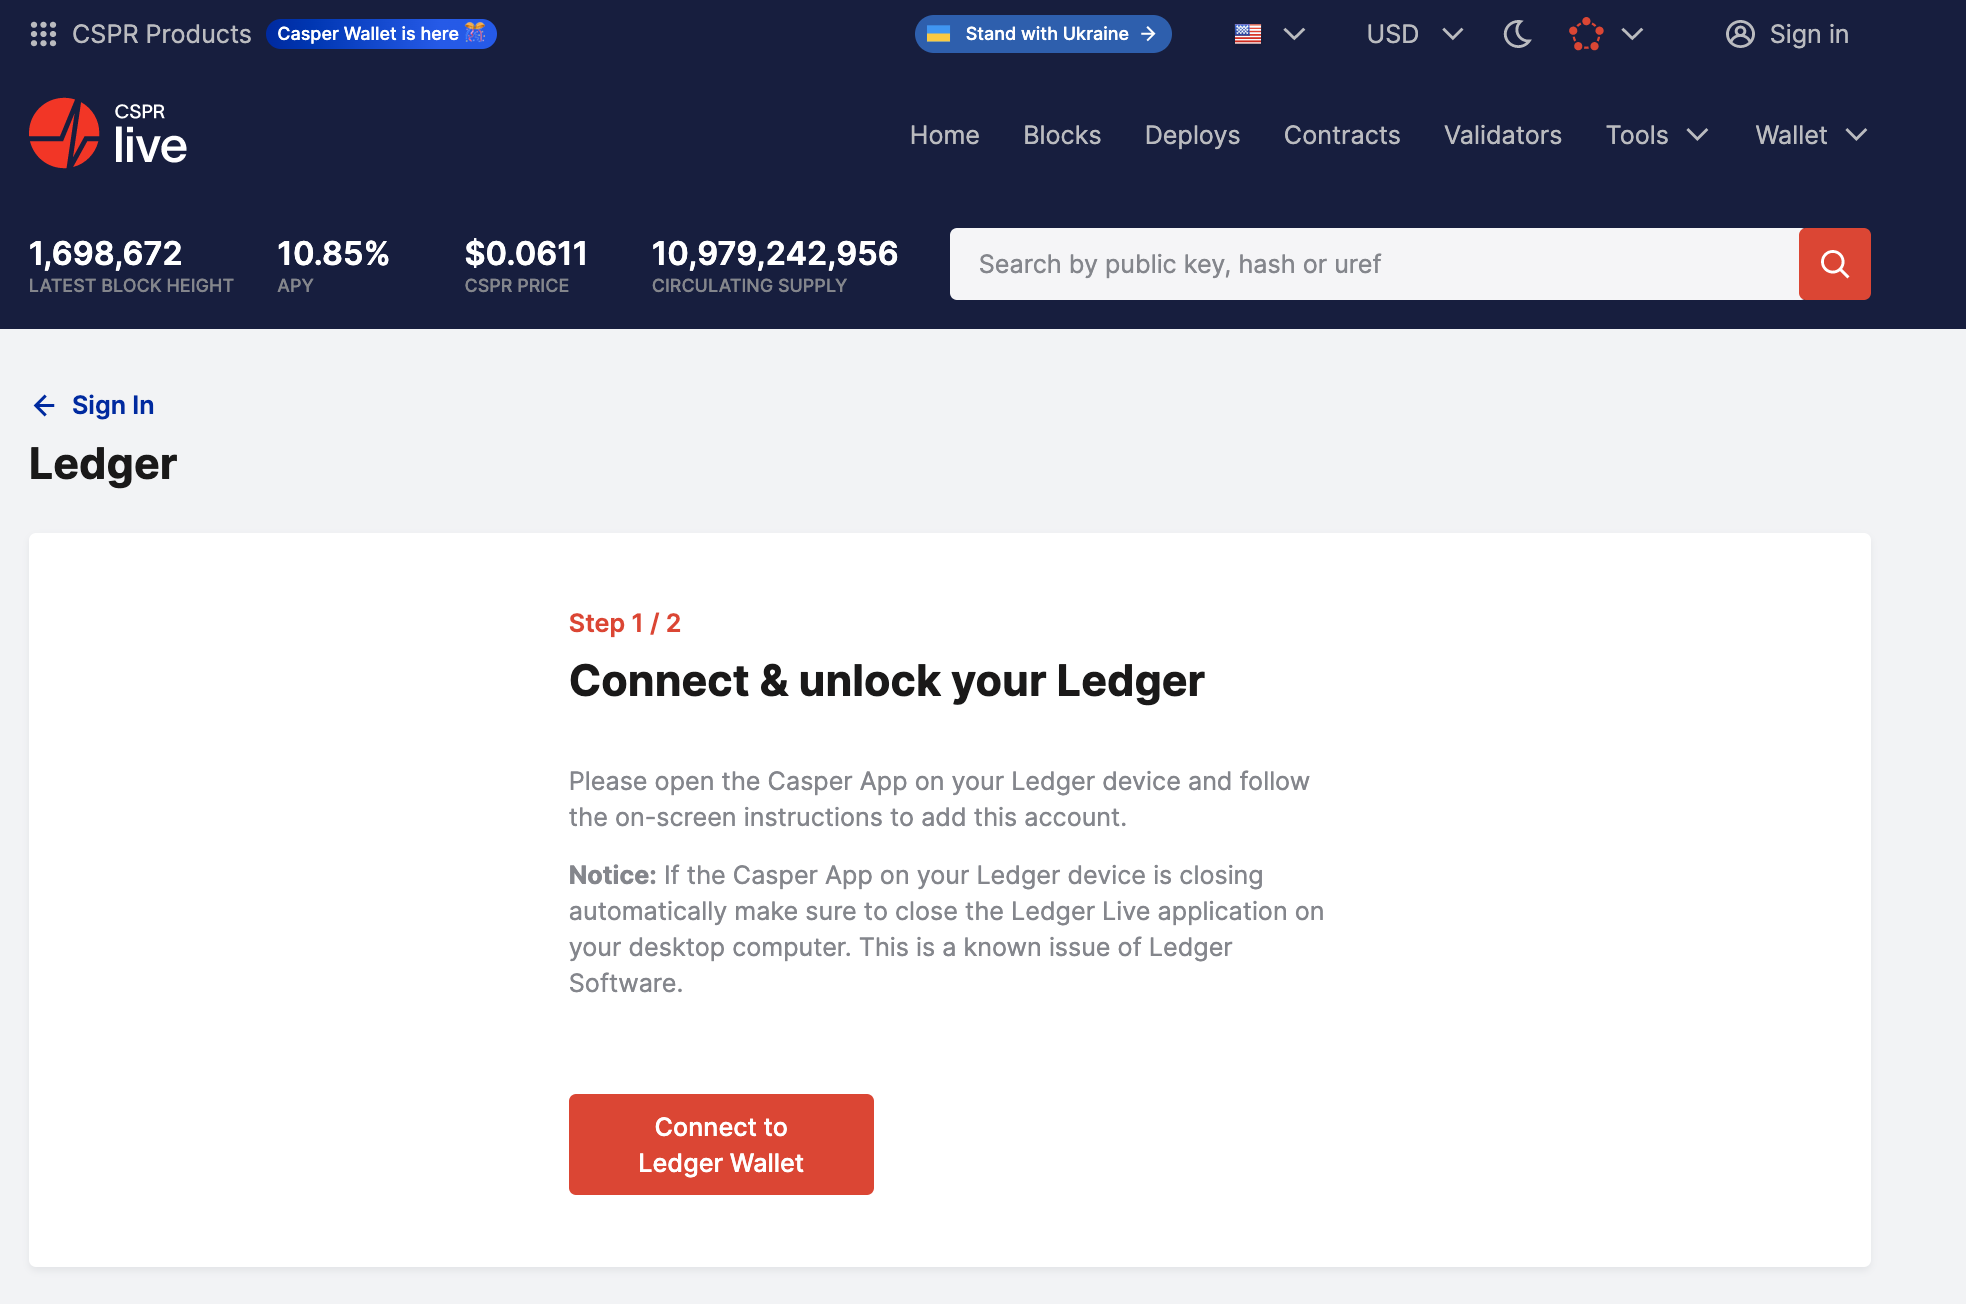 CSPR Products
Casper Wallet is here
Stand with Ukraine →
USD
Sign in
CSPR
live
Home
Blocks
Deploys
Contracts
Validators
Tools
Wallet
1,698,672
LATEST BLOCK HEIGHT
10.85%
APY
$0.0611
CSPR PRICE
10,979,242,956
CIRCULATING SUPPLY
Search by public key, hash or uref
← Sign In
Ledger
Step 1 / 2
Connect & unlock your Ledger
Please open the Casper App on your Ledger device and follow
the on-screen instructions to add this account.
Notice: If the Casper App on your Ledger device is closing
automatically make sure to close the Ledger Live application on
your desktop computer. This is a known issue of Ledger
Software.
Connect to
Ledger Wallet